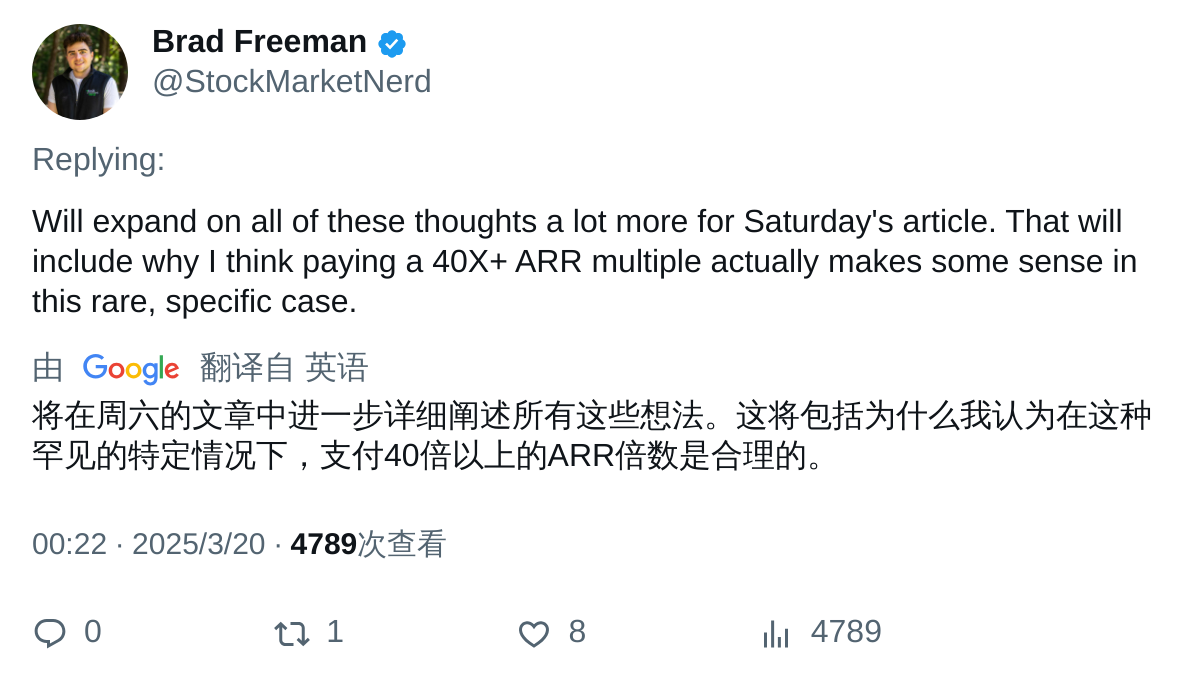 Brad Freeman
@StockMarketNerd
Replying:
Will expand on all of these thoughts a lot more for Saturday's article. That will
include why I think paying a 40X+ ARR multiple actually makes some sense in
this rare, specific case.
由 Google 翻译自 英语
将在周六的文章中进一步详细阐述所有这些想法。这将包括为什么我认为在这种
罕见的特定情况下，支付40倍以上的ARR倍数是合理的。
00:22 · 2025/3/20 · 4789次查看
0 1 8 4789